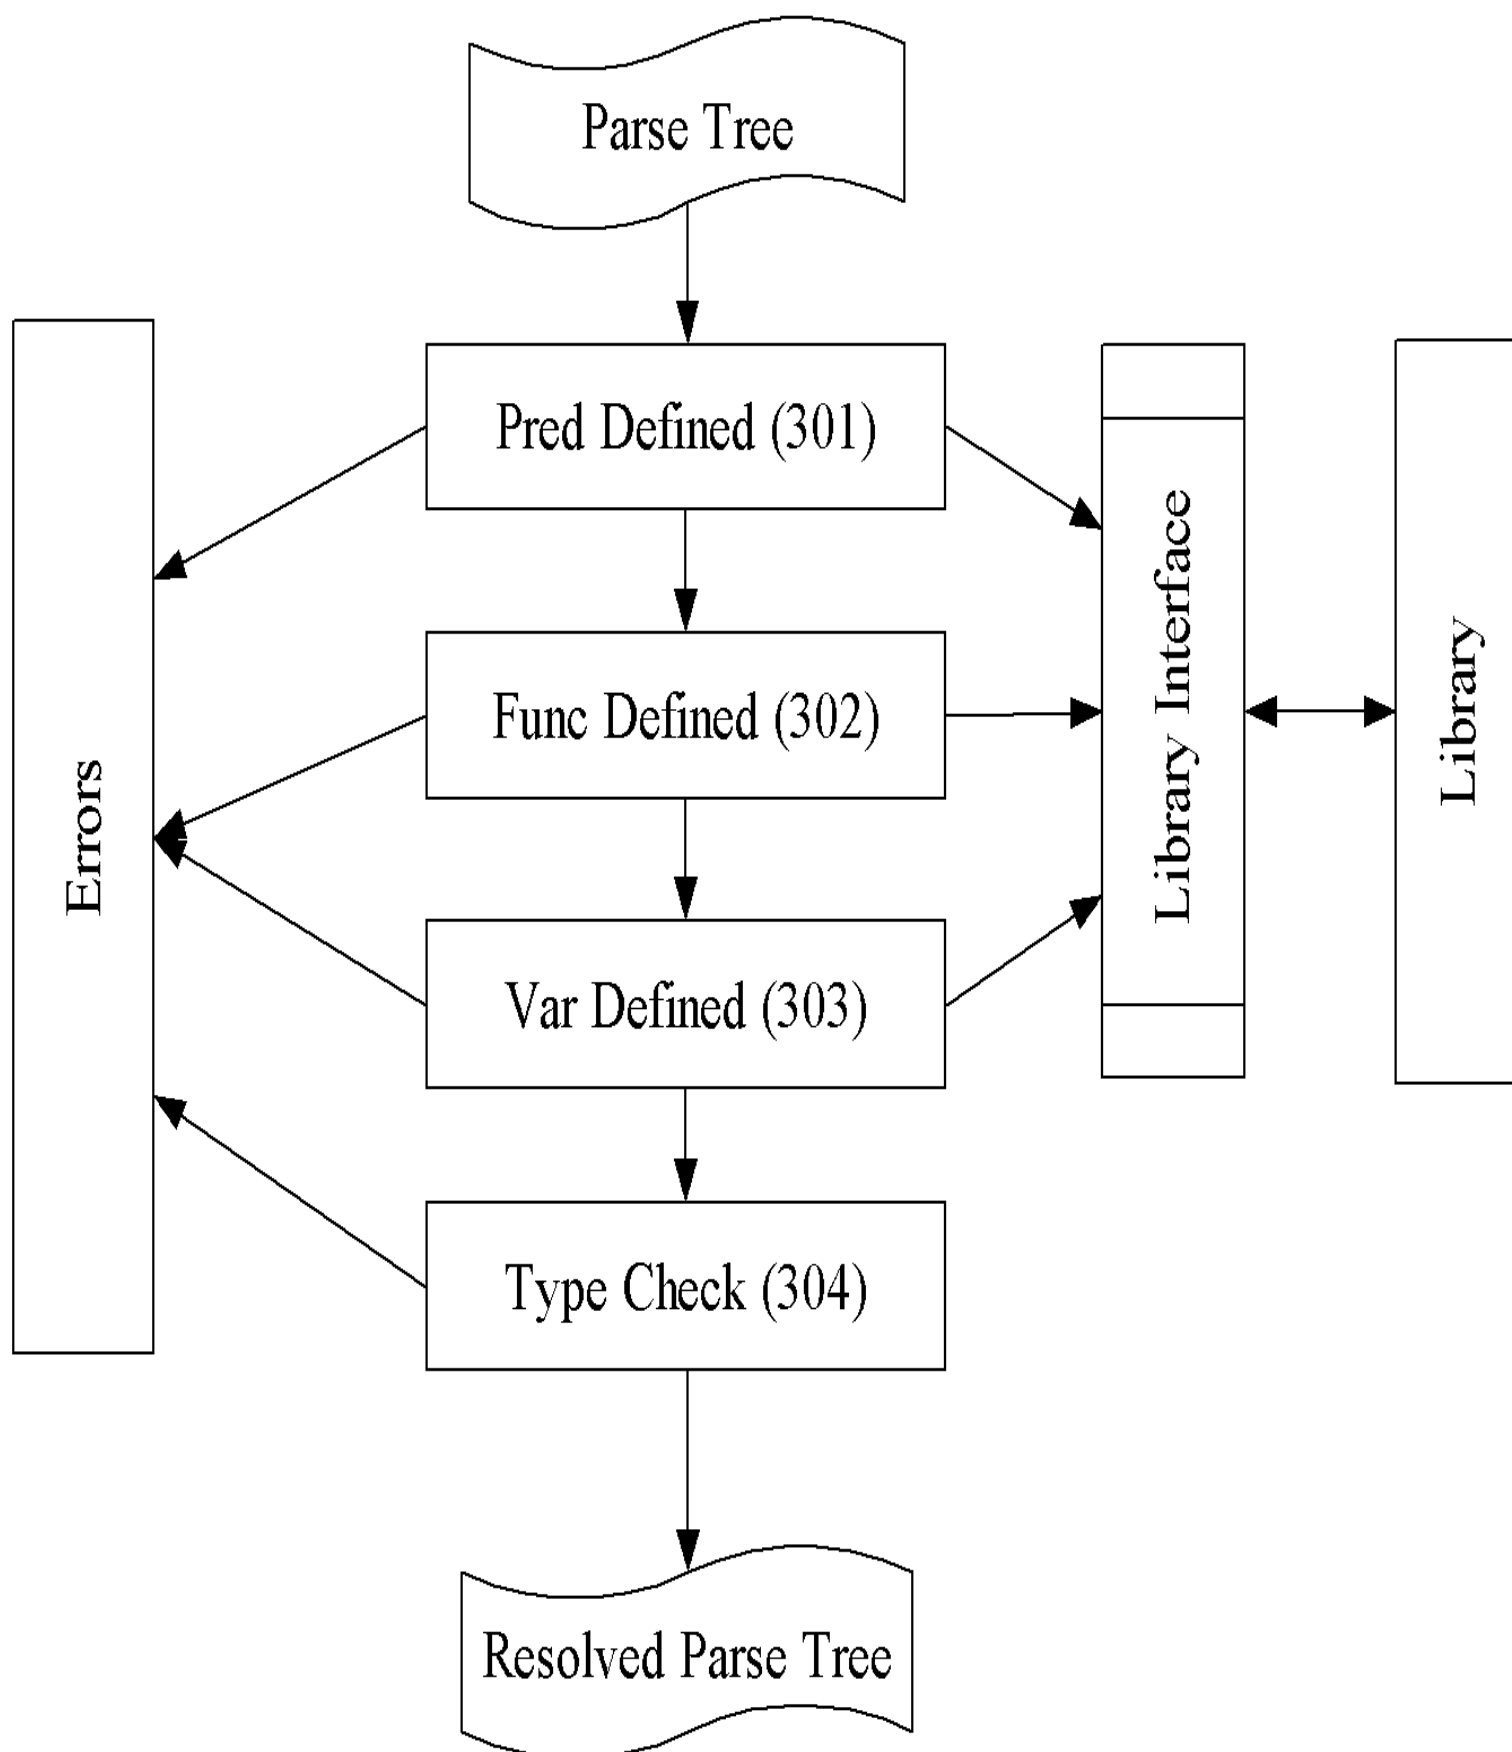 Parse Tree
Pred Defined (301)
Func Defined (302)
Var Defined (303)
Type Check (304)
Resolved Parse Tree
Errors
Library Interface
Library